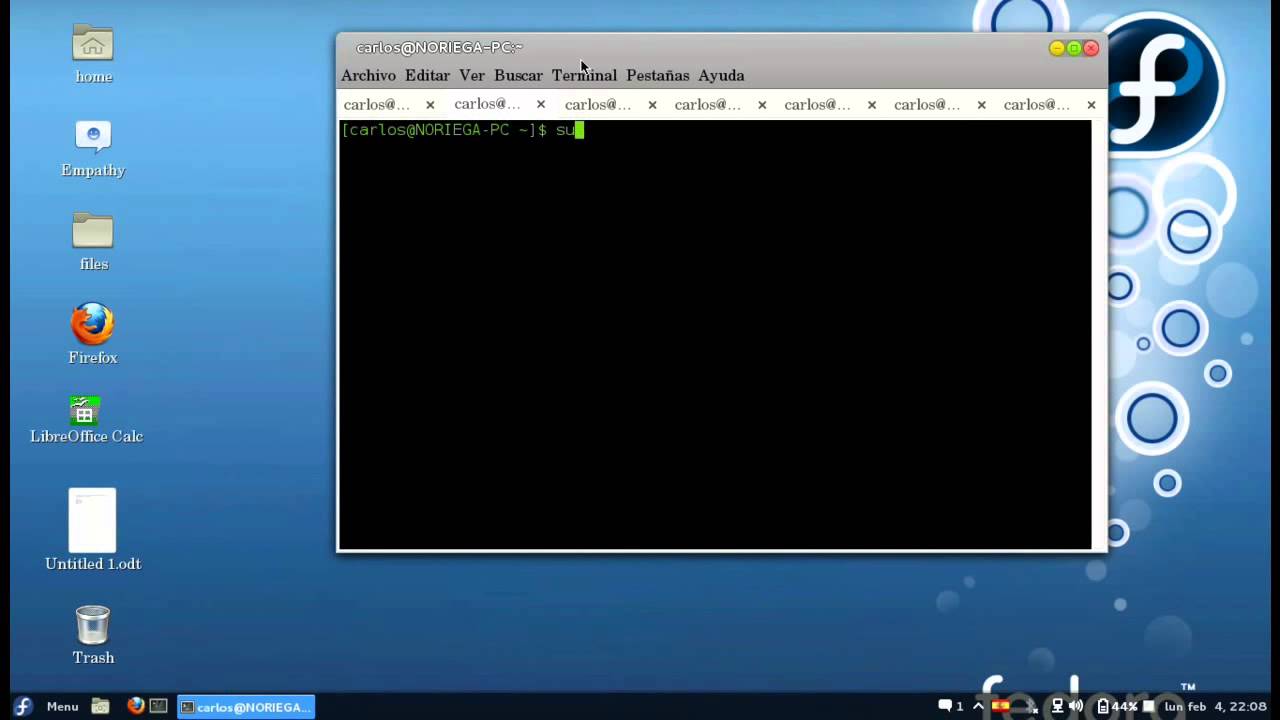 home
Empathy
files
Firefox
LibreOffice Calc
Untitled 1.odt
Trash
carlos@NORIEGA-PC:~
Archivo Editar Ver Buscar Terminal Pestañas Ayuda
carlos@... carlos@... carlos@... carlos@... carlos@... carlos@... carlos@...
[carlos@NORIEGA-PC ~]$ su
fedora™
Menu carlos@NORIEGA... 1 44% lun feb 4, 22:08